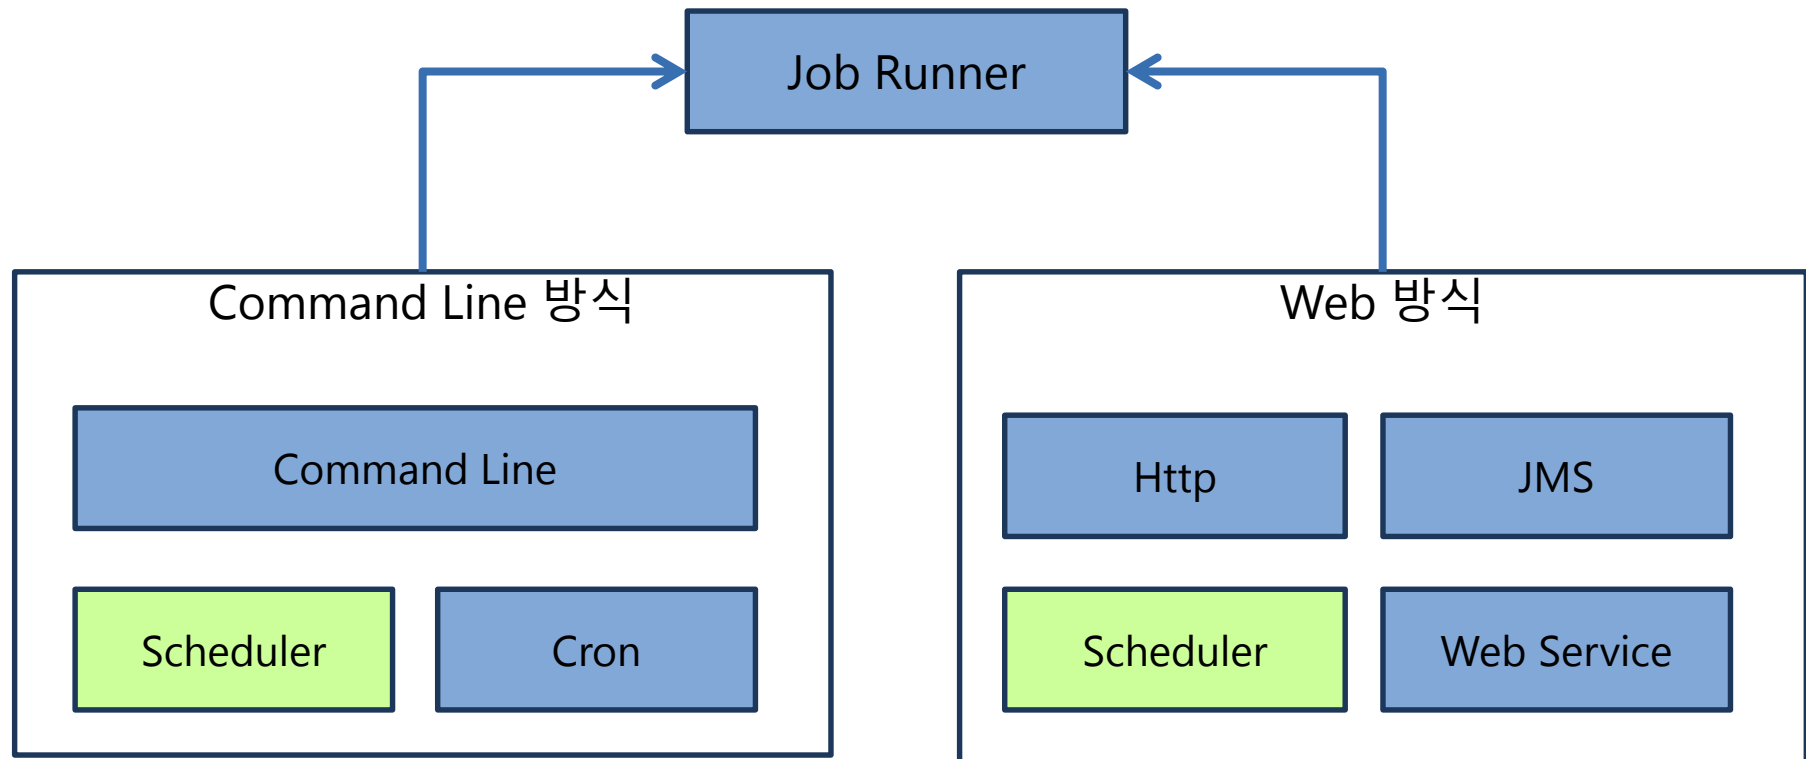 Job Runner
Command Line 방식
Command Line
Scheduler
Cron
Web 방식
Http
JMS
Scheduler
Web Service